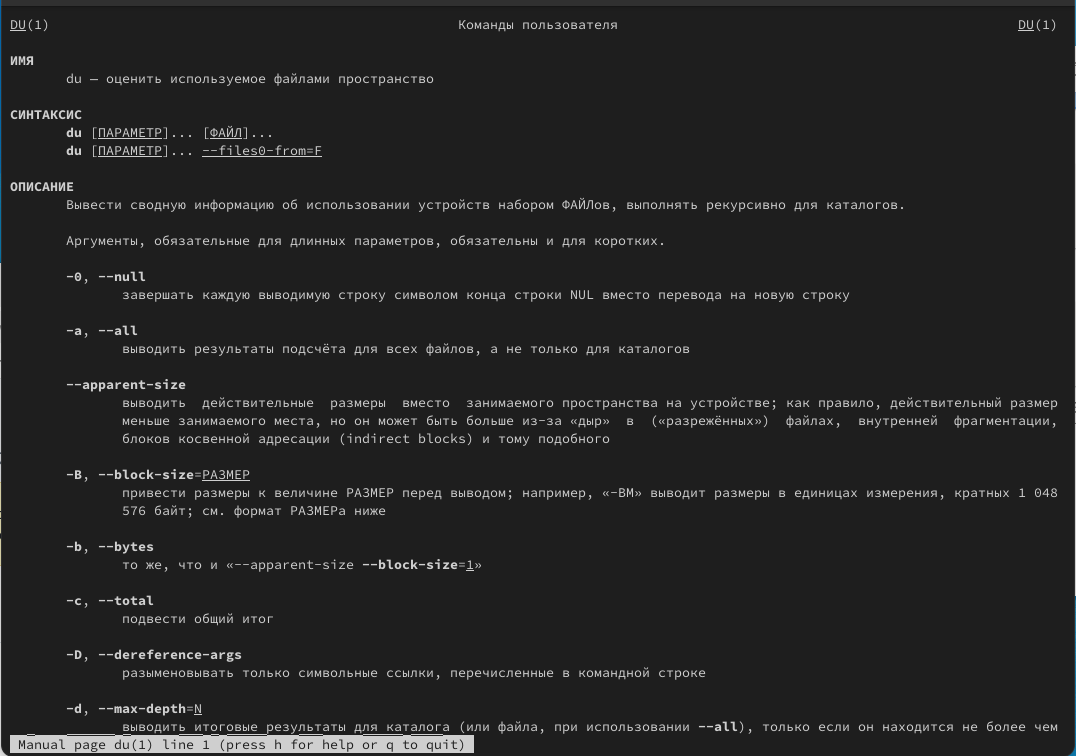 DU(1) Команды пользователя DU(1)
ИМЯ
du — оценить используемое файлами пространство
СИНТАКСИС
du [ПАРАМЕТР]... [ФАЙЛ]...
du [ПАРАМЕТР]... --files0-from=F
ОПИСАНИЕ
Вывести сводную информацию об использовании устройств набором ФАЙЛов, выполнять рекурсивно для каталогов.
Аргументы, обязательные для длинных параметров, обязательны и для коротких.
-0, --null
завершать каждую выводимую строку символом конца строки NUL вместо перевода на новую строку
-a, --all
выводить результаты подсчёта для всех файлов, а не только для каталогов
--apparent-size
выводить действительные размеры вместо занимаемого пространства на устройстве; как правило, действительный размер
меньше занимаемого места, но он может быть больше из-за «дыр» в («разрежённых») файлах, внутренней фрагментации,
блоков косвенной адресации (indirect blocks) и тому подобного
-B, --block-size=РАЗМЕР
привести размеры к величине РАЗМЕР перед выводом; например, «-BM» выводит размеры в единицах измерения, кратных 1 048
576 байт; см. формат РАЗМЕРа ниже
-b, --bytes
то же, что и «--apparent-size --block-size=1»
-c, --total
подвести общий итог
-D, --dereference-args
разыменовывать только символьные ссылки, перечисленные в командной строке
-d, --max-depth=N
выводить итоговые результаты для каталога (или файла, при использовании --all), только если он находится не более чем
Manual page du(1) line 1 (press h for help or q to quit)